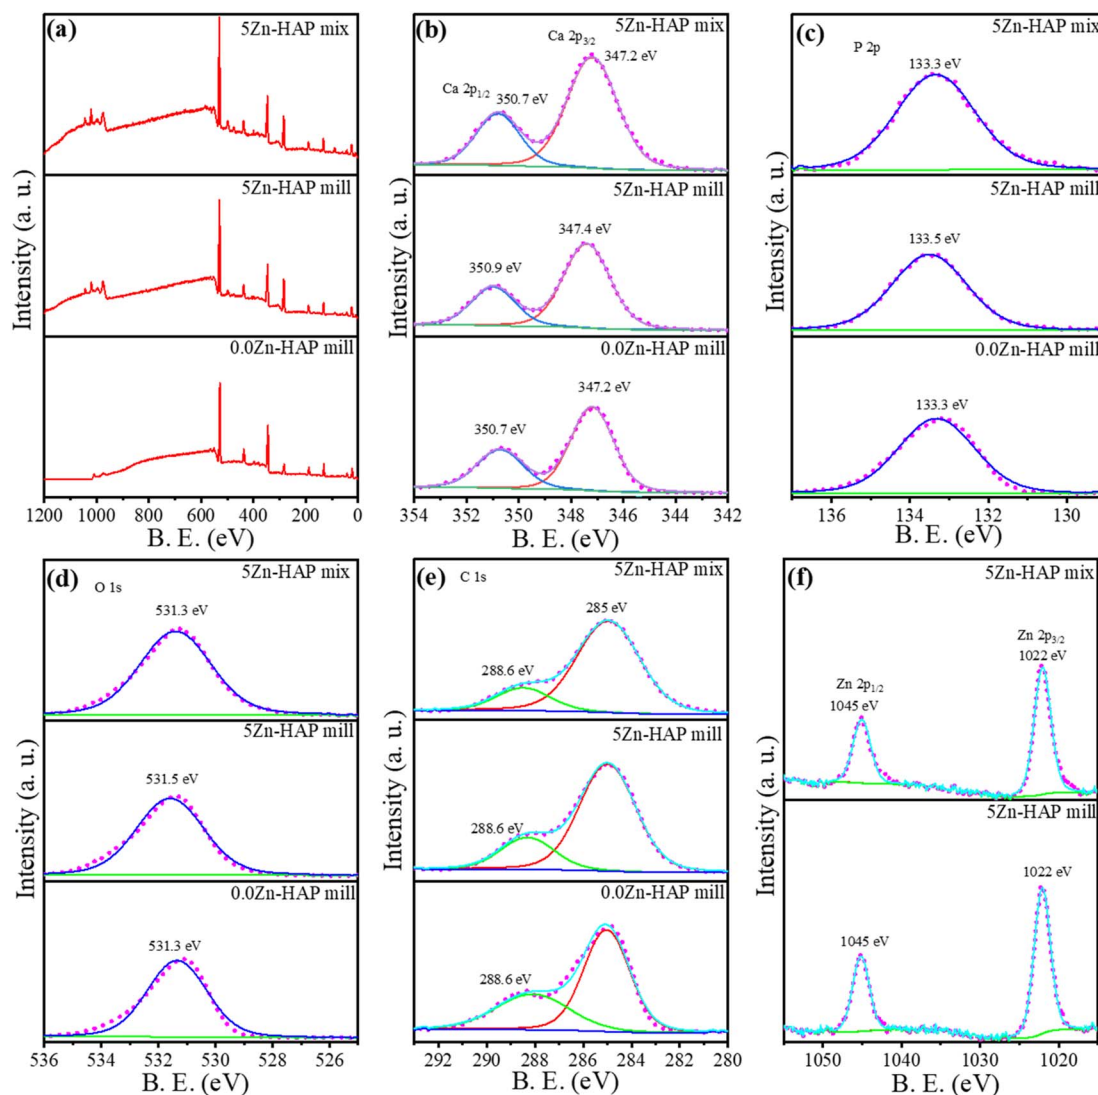 (a)
5Zn-HAP mix
5Zn-HAP mill
0.0Zn-HAP mill
Intensity (a. u.)
1200 1000 800 600 400 200 0
B. E. (eV)
(b)
5Zn-HAP mix
Ca 2p3/2
347.2 eV
Ca 2p1/2
350.7 eV
5Zn-HAP mill
347.4 eV
350.9 eV
0.0Zn-HAP mill
347.2 eV
350.7 eV
Intensity (a. u.)
354 352 350 348 346 344 342
B. E. (eV)
(c)
5Zn-HAP mix
P 2p
133.3 eV
5Zn-HAP mill
133.5 eV
0.0Zn-HAP mill
133.3 eV
Intensity (a. u.)
136 134 132 130
B. E. (eV)
(d)
5Zn-HAP mix
O 1s
531.3 eV
5Zn-HAP mill
531.5 eV
0.0Zn-HAP mill
531.3 eV
Intensity (a. u.)
536 534 532 530 528 526
B. E. (eV)
(e)
5Zn-HAP mix
C 1s
285 eV
288.6 eV
5Zn-HAP mill
288.6 eV
0.0Zn-HAP mill
288.6 eV
Intensity (a. u.)
292 290 288 286 284 282 280
B. E. (eV)
(f)
5Zn-HAP mix
Zn 2p3/2
1022 eV
Zn 2p1/2
1045 eV
5Zn-HAP mill
1022 eV
1045 eV
Intensity (a. u.)
1050 1040 1030 1020
B. E. (eV)